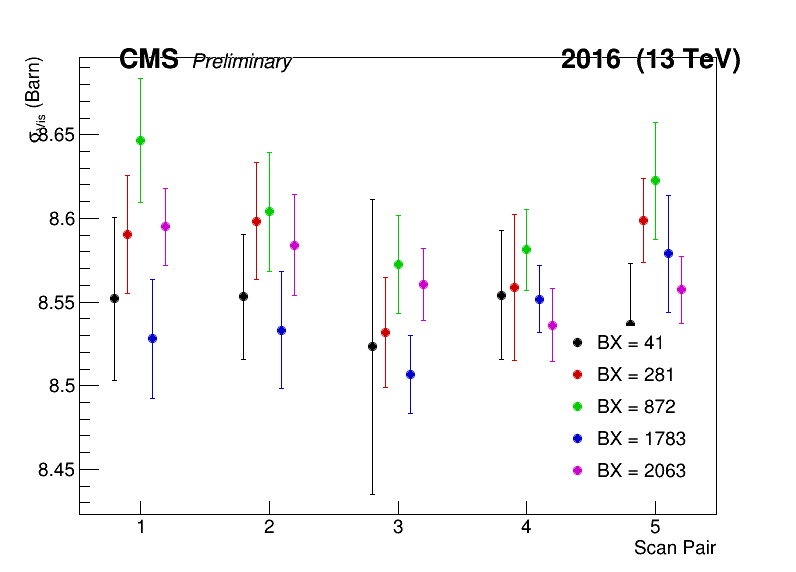 CMS Preliminary 2016 (13 TeV)
σVis (Barn)
8.65
8.6
8.55
8.5
8.45
BX = 41
BX = 281
BX = 872
BX = 1783
BX = 2063
1 2 3 4 5
Scan Pair